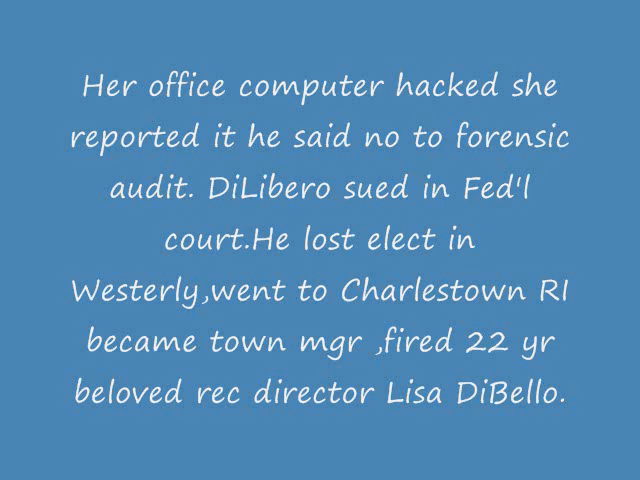 Her office computer hacked she
reported it he said no to forensic
audit. DiLibero sued in Fed'l
court.He lost elect in
Westerly,went to Charlestown RI
became town mgr ,fired 22 yr
beloved rec director Lisa DiBello.